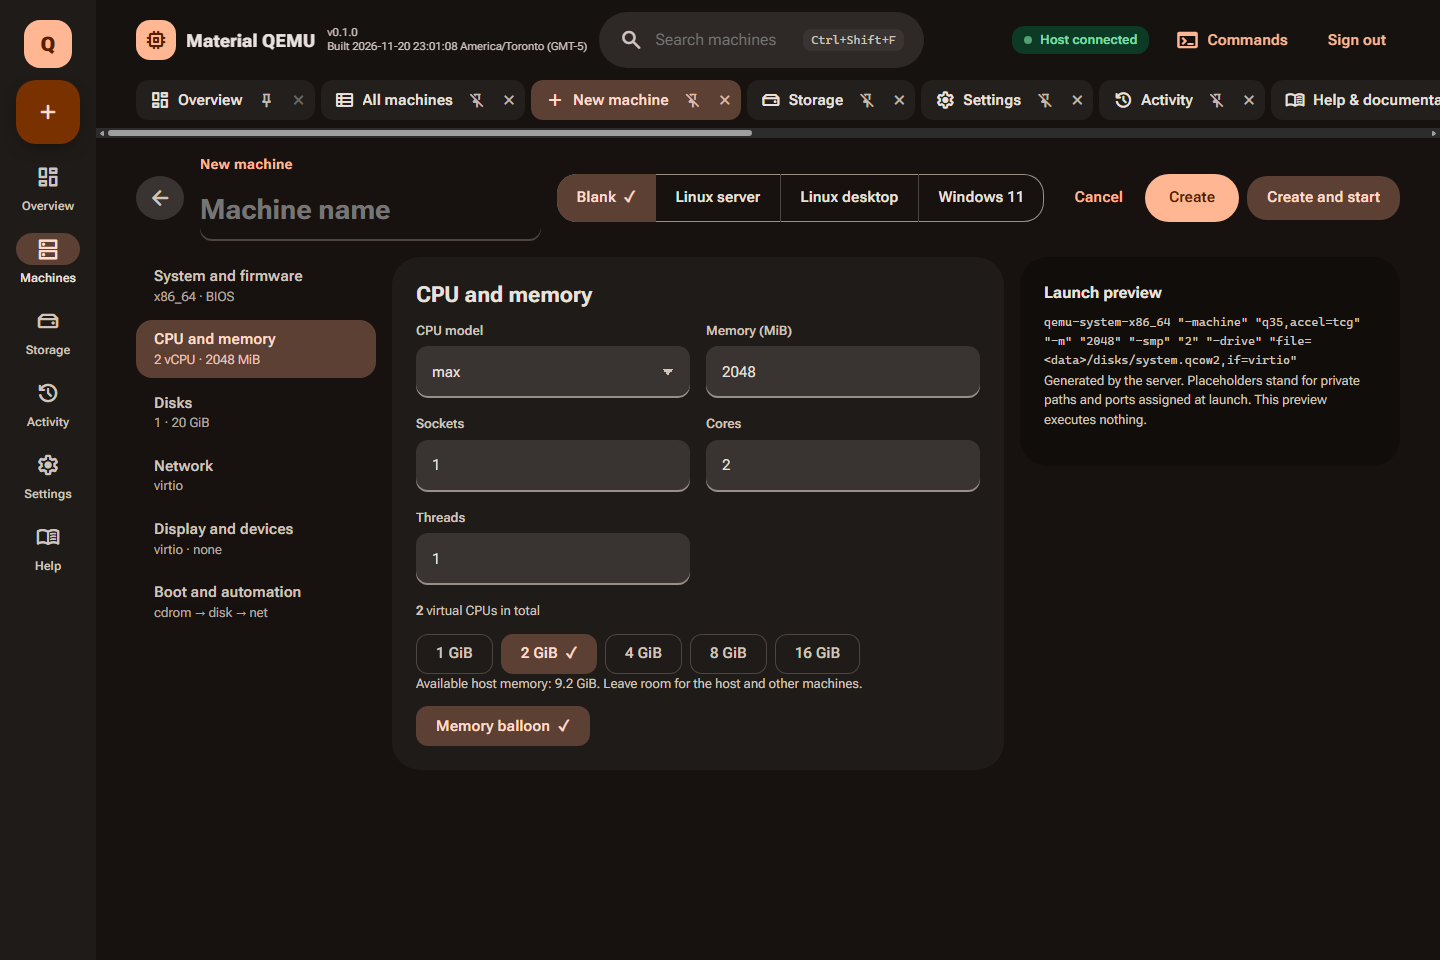 Q
Material QEMU
v0.1.0
Built 2026-11-20 23:01:08 America/Toronto (GMT-5)
Search machines
Ctrl+Shift+F
Host connected
Commands
Sign out
Overview
All machines
New machine
Storage
Settings
Activity
Help & documenta
Overview
Machines
Storage
Activity
Settings
Help
New machine
Machine name
Blank
Linux server
Linux desktop
Windows 11
Cancel
Create
Create and start
System and firmware
x86_64 · BIOS
CPU and memory
2 vCPU · 2048 MiB
Disks
1 · 20 GiB
Network
virtio
Display and devices
virtio · none
Boot and automation
cdrom → disk → net
CPU and memory
CPU model
Memory (MiB)
max
2048
Sockets
Cores
1
2
Threads
1
2 virtual CPUs in total
1 GiB
2 GiB
4 GiB
8 GiB
16 GiB
Available host memory: 9.2 GiB. Leave room for the host and other machines.
Memory balloon
Launch preview
qemu-system-x86_64 "-machine" "q35,accel=tcg"
"-m" "2048" "-smp" "2" "-drive" "file=
<data>/disks/system.qcow2,if=virtio"
Generated by the server. Placeholders stand for private
paths and ports assigned at launch. This preview
executes nothing.